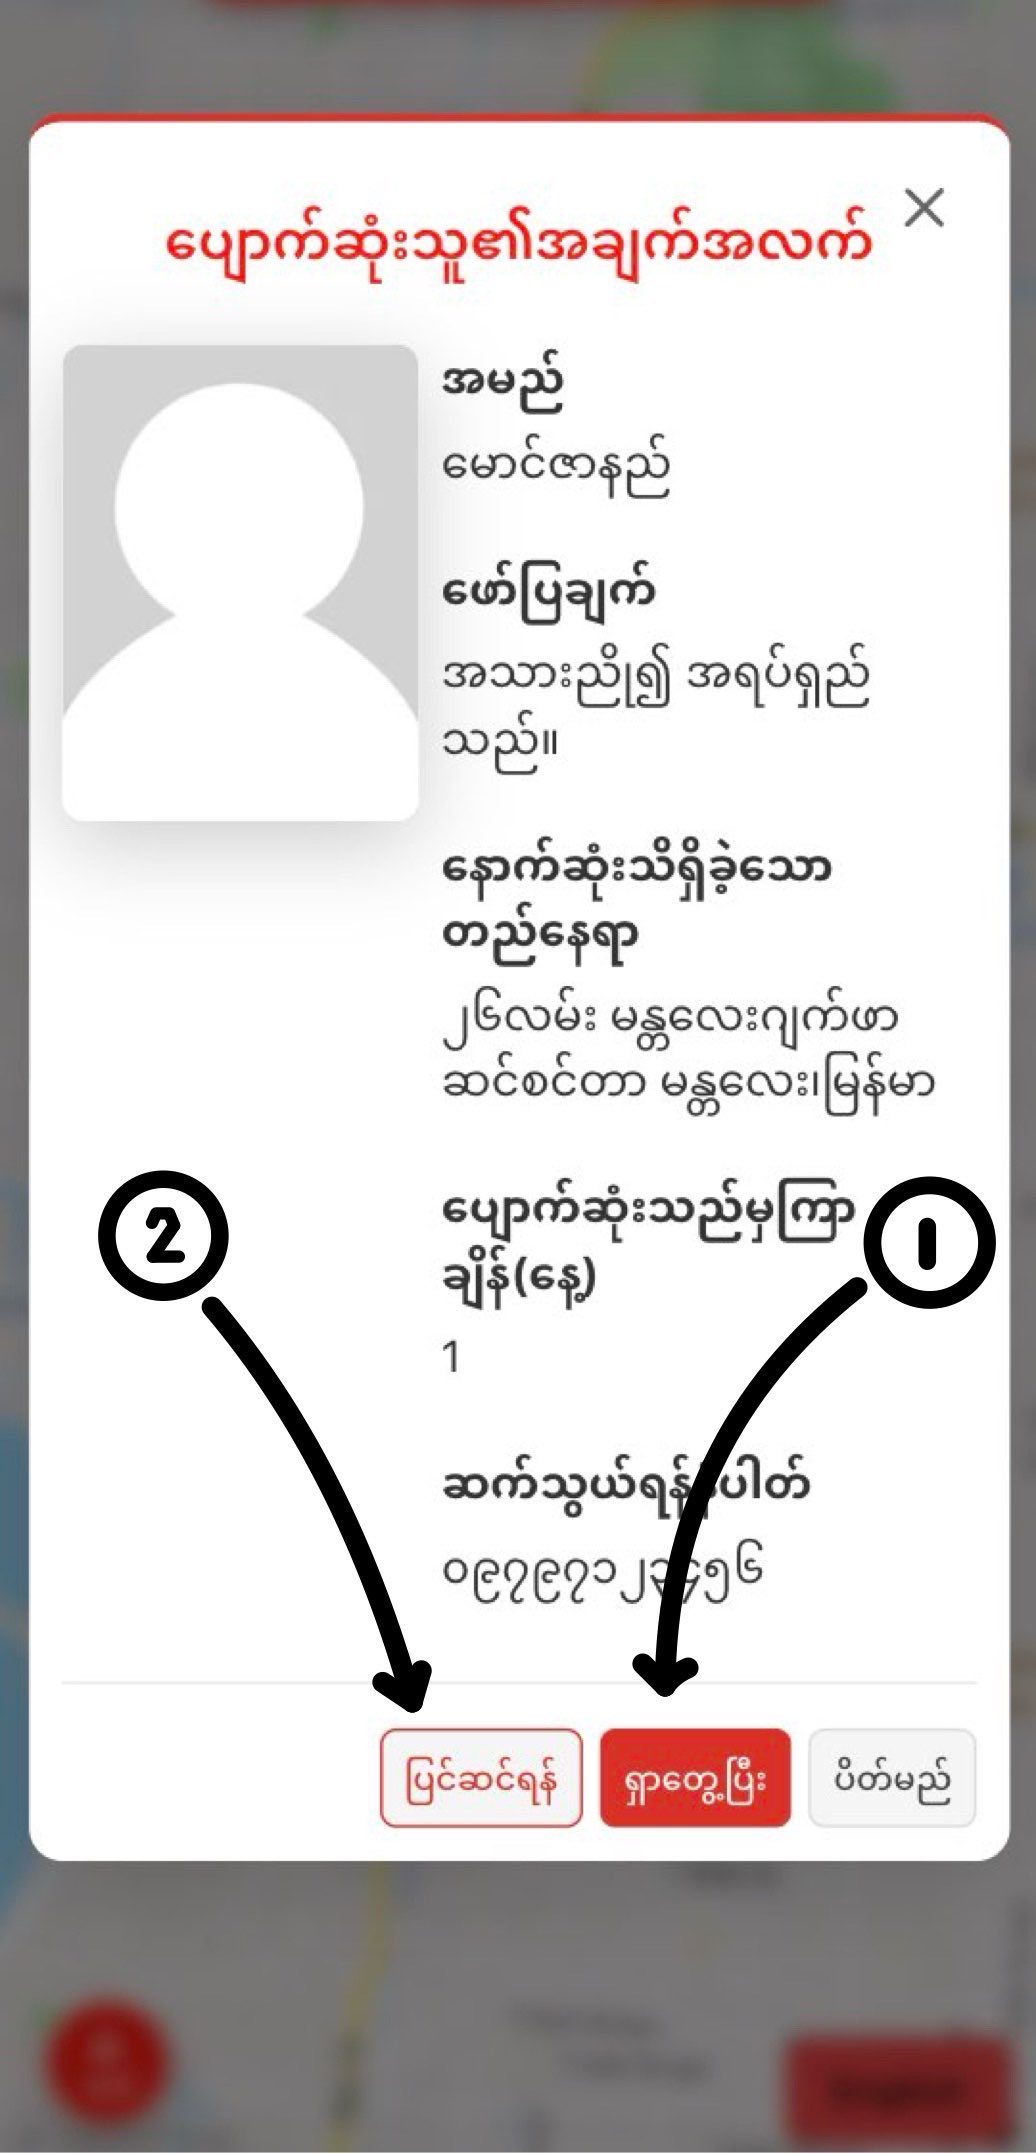 ပျောက်ဆုံးသူ၏အချက်အလက်
အမည်
မောင်ဇာနည်
ဖော်ပြချက်
အသားညို၍ အရပ်ရှည်
သည်။
နောက်ဆုံးသိရှိခဲ့သော
တည်နေရာ
၂၆လမ်း မန္တလေးဂျက်ဖာ
ဆင်စင်တာ မန္တလေး၊မြန်မာ
2
ပျောက်ဆုံးသည်မှကြာ
1
ချိန်(နေ့)
1
ဆက်သွယ်ရန်နံပါတ်
၀၉၇၉၇၁၂၃၄၅၆
ပြင်ဆင်ရန်
ရှာတွေ့ပြီး
ပိတ်မည်